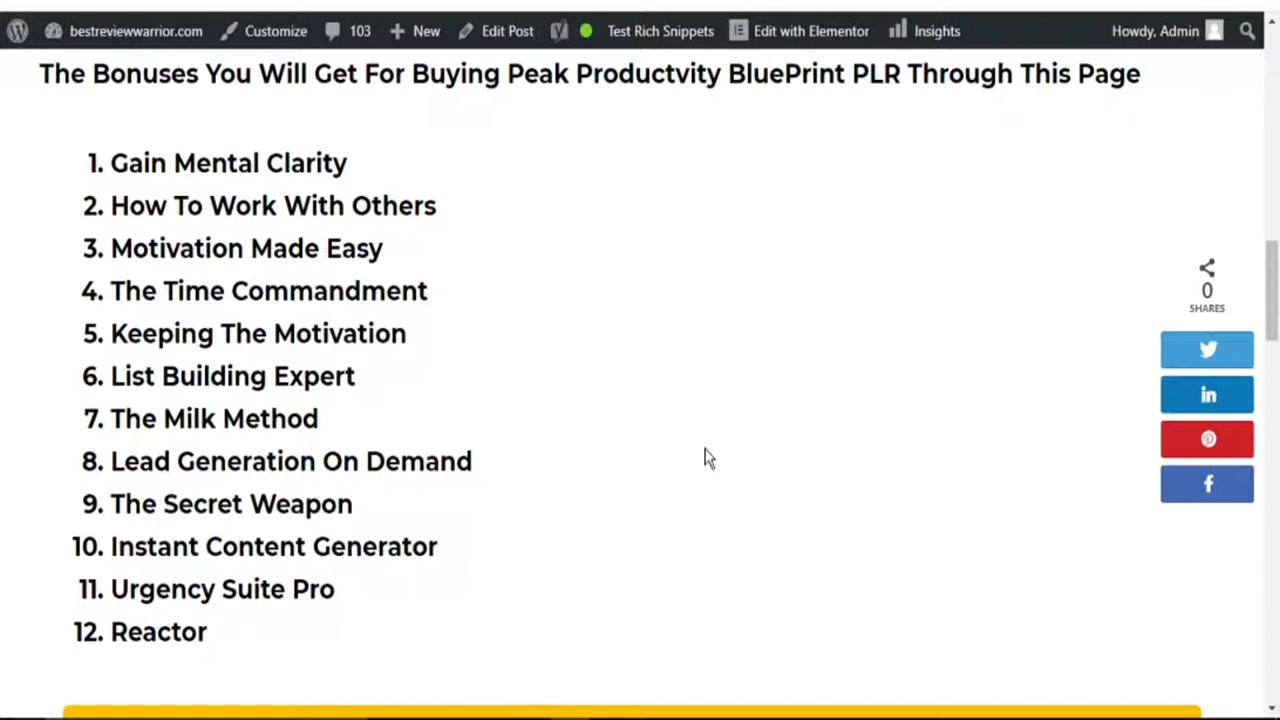 bestreviewwarrior.com Customize 103 New Edit Post Test Rich Snippets Edit with Elementor Insights Howdy, Admin
The Bonuses You Will Get For Buying Peak Productvity BluePrint PLR Through This Page
1. Gain Mental Clarity
2. How To Work With Others
3. Motivation Made Easy
4. The Time Commandment
5. Keeping The Motivation
6. List Building Expert
7. The Milk Method
8. Lead Generation On Demand
9. The Secret Weapon
10. Instant Content Generator
11. Urgency Suite Pro
12. Reactor
0
SHARES